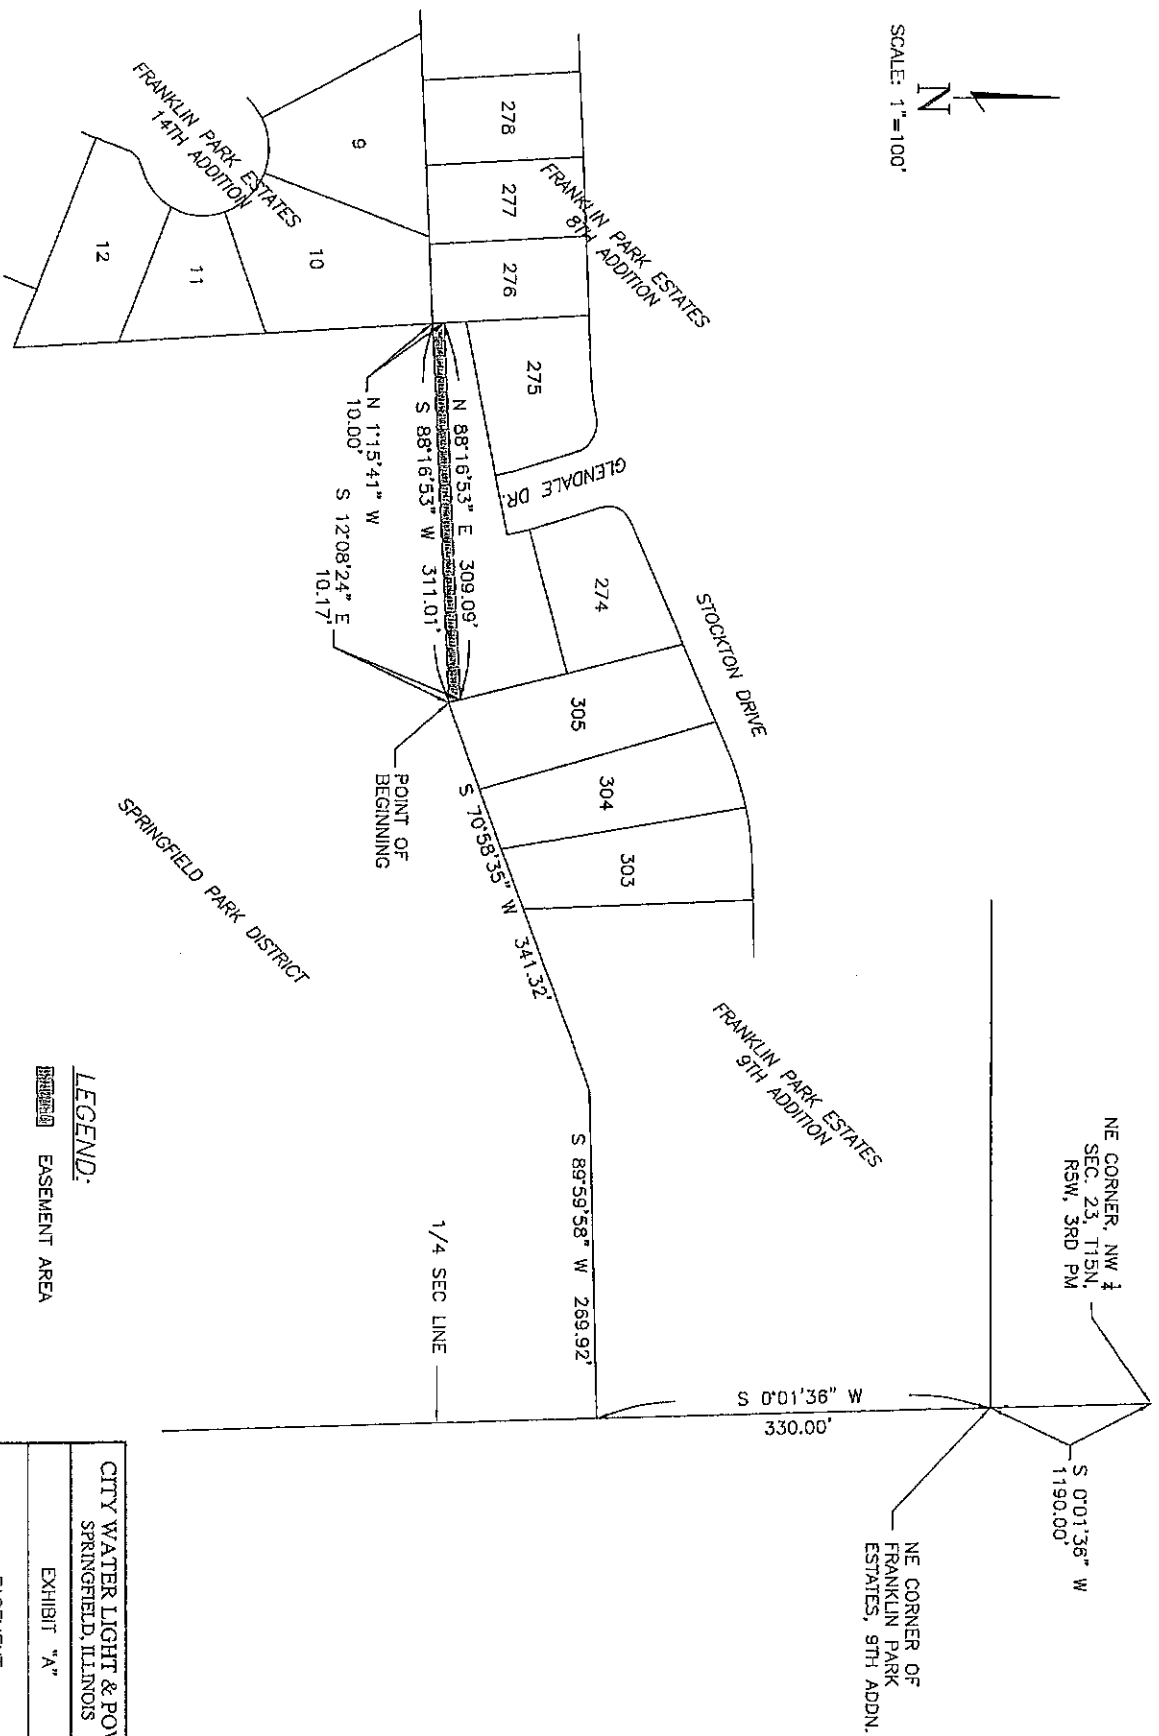 SCALE: 1"=100'
N
NE CORNER, NW ¼
SEC. 23, T15N,
R5W, 3RD PM
S 0°01'36" W
1190.00'
NE CORNER OF
FRANKLIN PARK
ESTATES, 9TH ADDN.
S 0°01'36" W
330.00'
FRANKLIN PARK ESTATES
9TH ADDITION
STOCKTON DRIVE
FRANKLIN PARK ESTATES
8TH ADDITION
278
277
276
275
GLENDALE DR.
274
305
304
303
S 89°59'58" W 269.92'
S 70°58'35" W 341.32'
1/4 SEC LINE
N 88°16'53" E 309.09'
S 88°16'53" W 311.01'
N 1°15'41" W
10.00'
S 12°08'24" E
10.17'
POINT OF
BEGINNING
9
10
11
12
FRANKLIN PARK ESTATES
14TH ADDITION
SPRINGFIELD PARK DISTRICT
LEGEND:
EASEMENT AREA
CITY WATER LIGHT & POW
SPRINGFIELD, ILLINOIS
EXHIBIT "A"